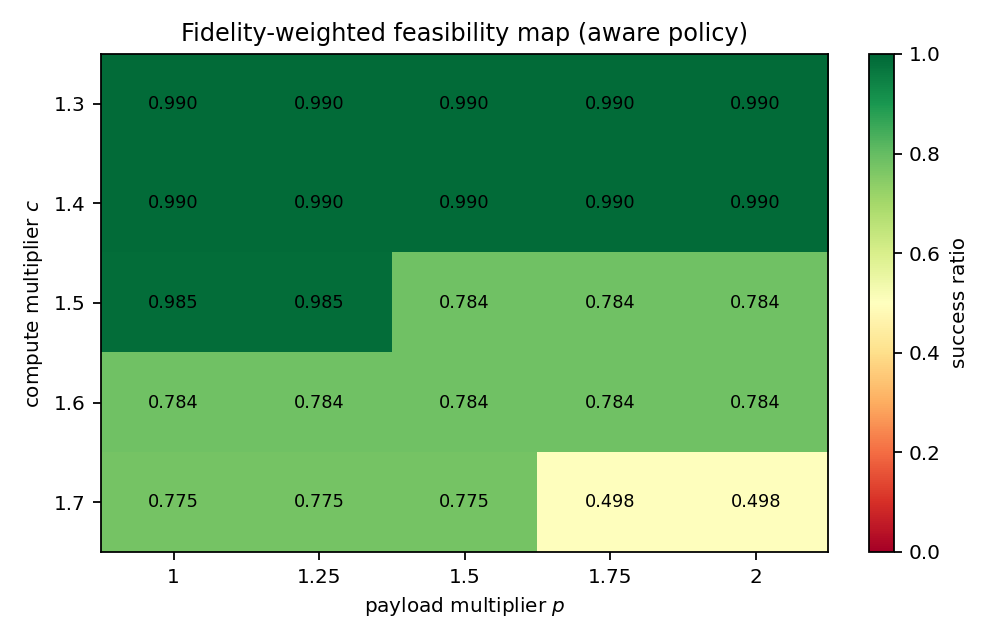 Fidelity-weighted feasibility map (aware policy)
1.3 0.990 0.990 0.990 0.990 0.990
1.4 0.990 0.990 0.990 0.990 0.990
1.5 0.985 0.985 0.784 0.784 0.784
1.6 0.784 0.784 0.784 0.784 0.784
1.7 0.775 0.775 0.775 0.498 0.498
1 1.25 1.5 1.75 2
payload multiplier p
compute multiplier c
1.0
0.8
0.6
0.4
0.2
0.0
success ratio